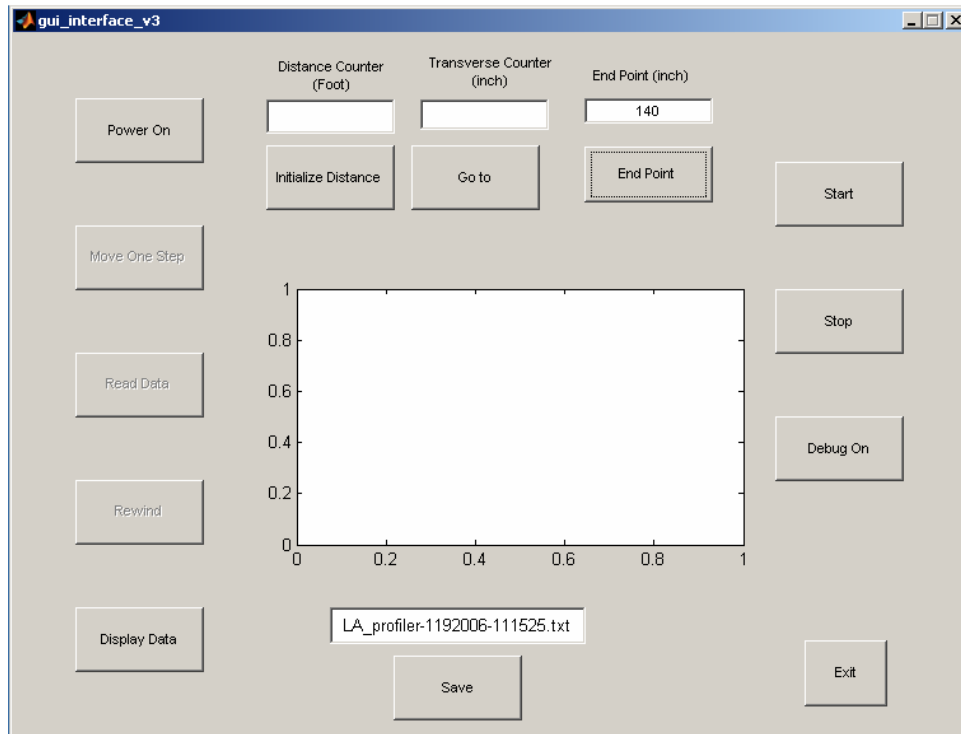 gui_interface_v3
Distance Counter
(Foot)
Transverse Counter
(inch)
End Point (inch)
140
Power On
Initialize Distance
Go to
End Point
Start
Move One Step
Stop
Read Data
Debug On
Rewind
1
0.8
0.6
0.4
0.2
0
0
0.2
0.4
0.6
0.8
1
Display Data
LA_profiler-1192006-111525.txt
Save
Exit